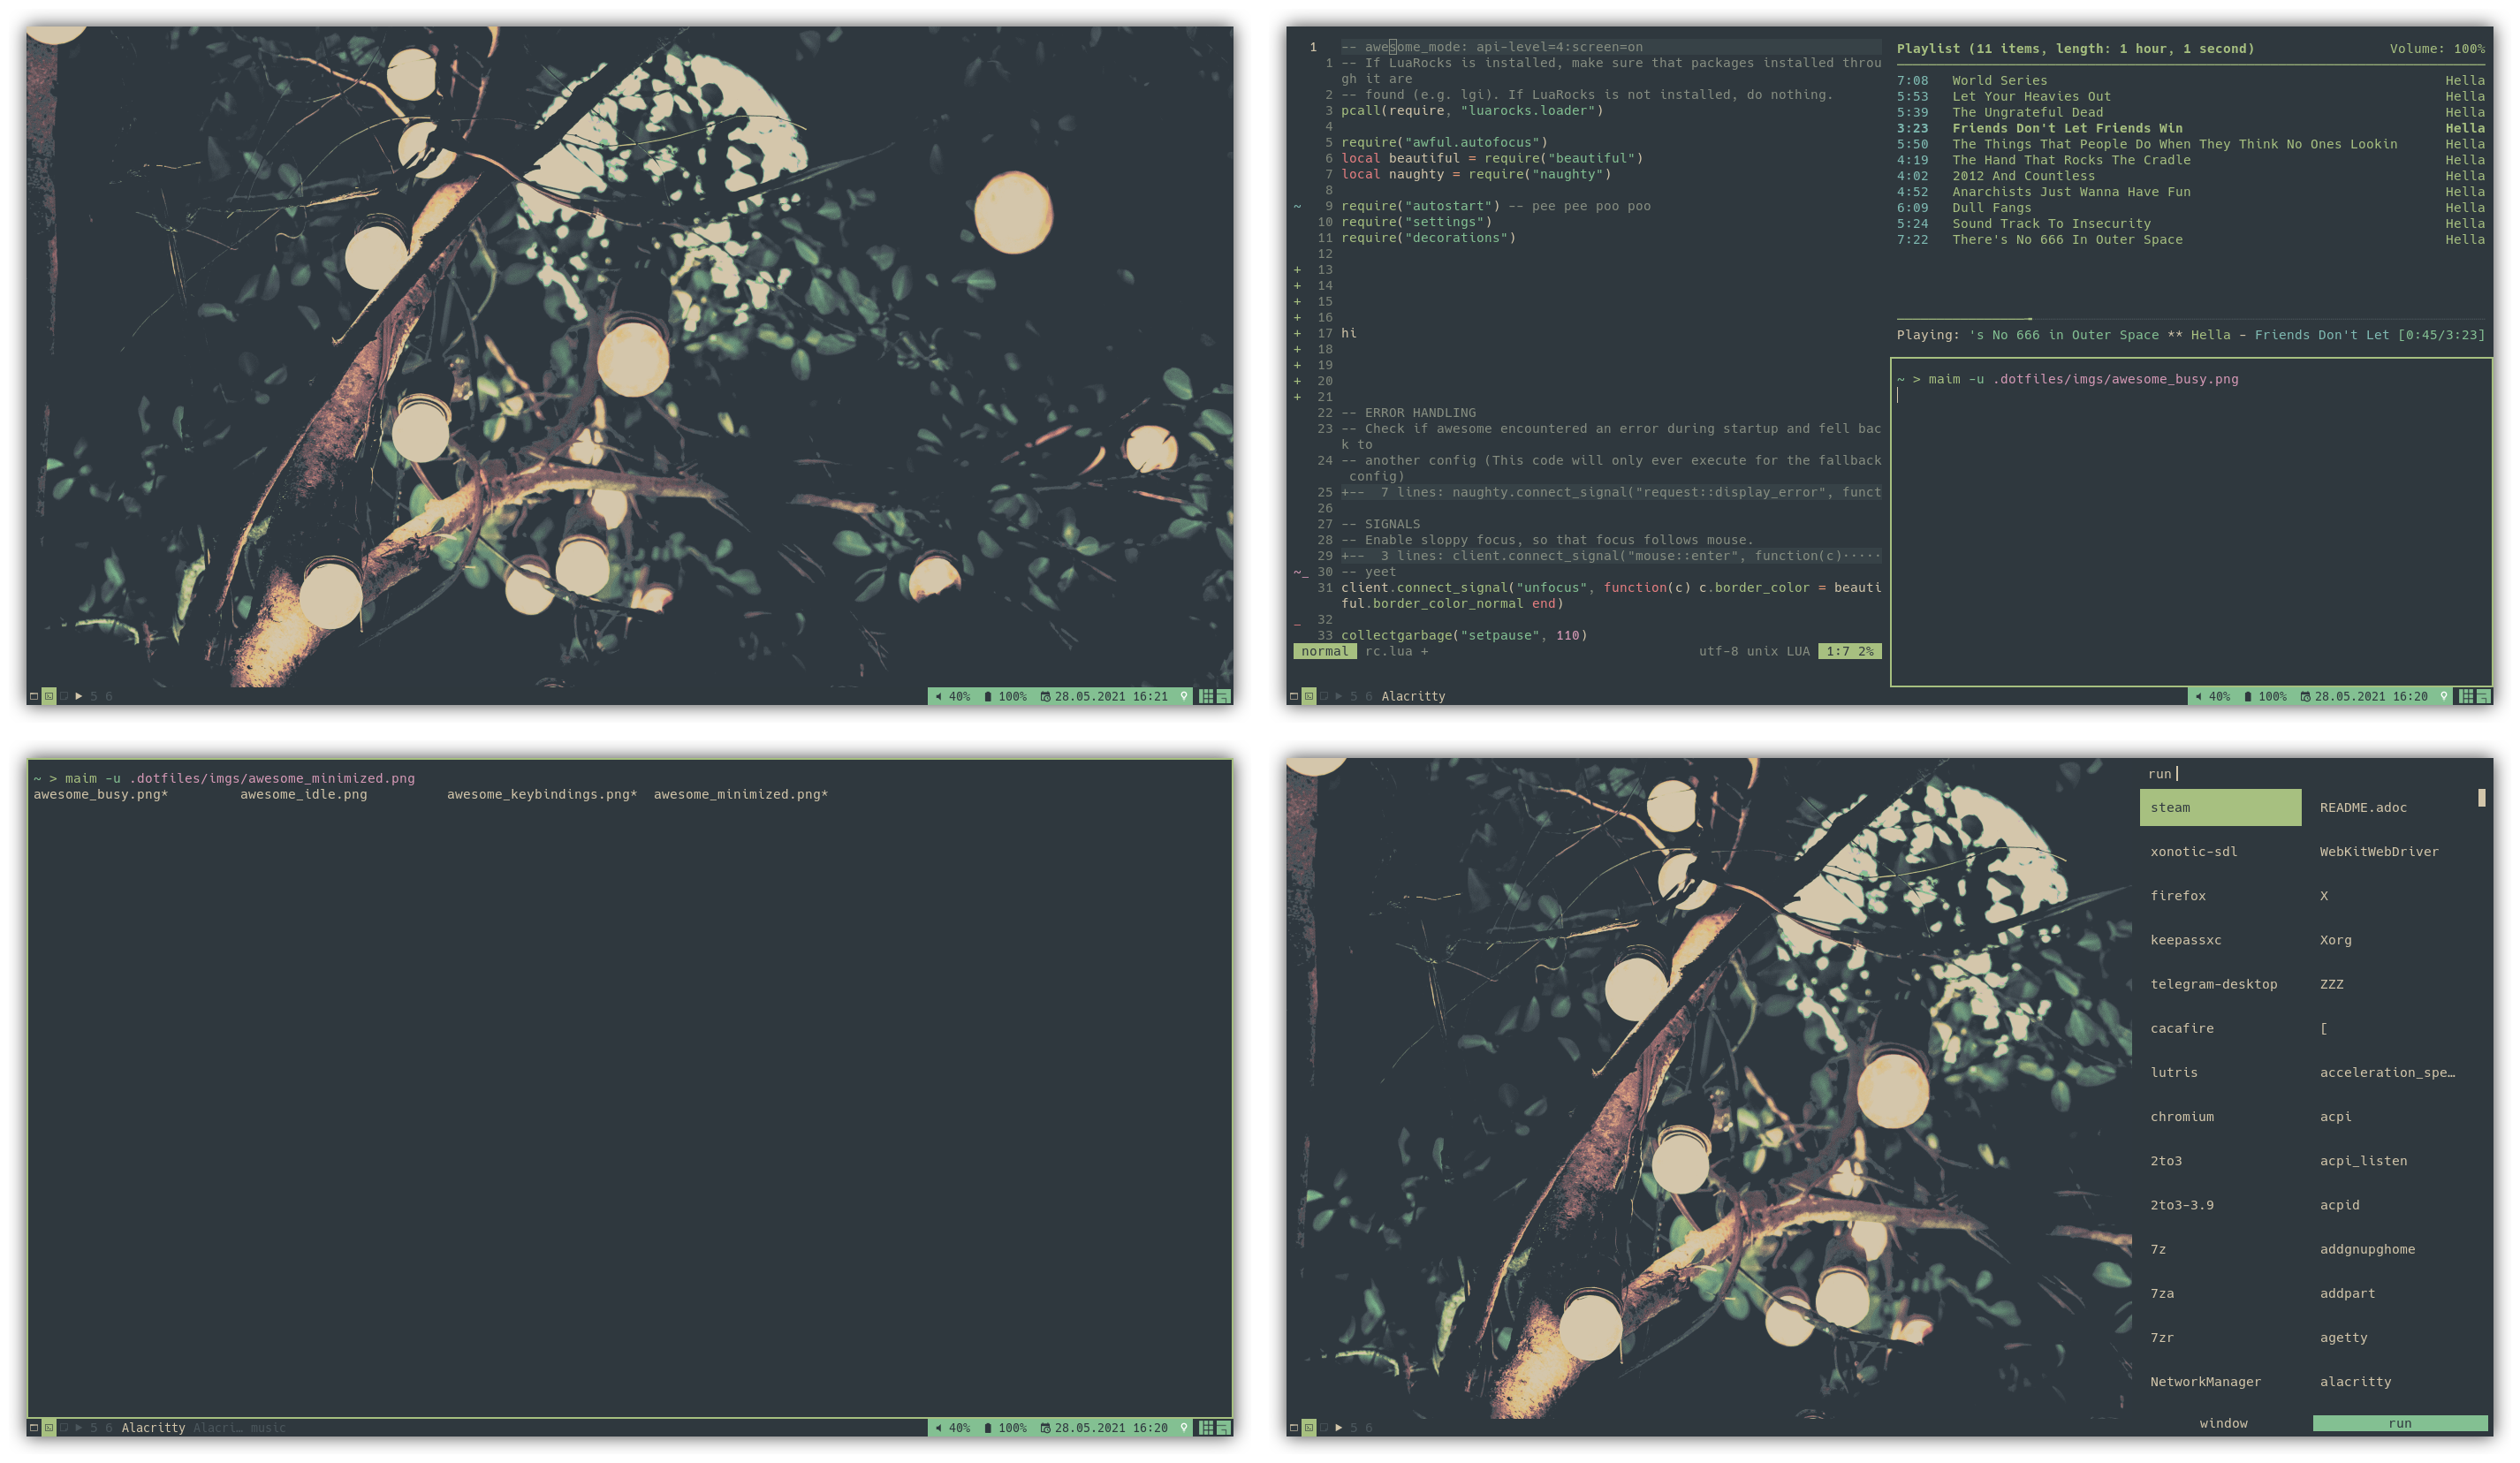 5 6
40% 100% 28.05.2021 16:21
1 -- awesome_mode: api-level=4:screen=on
1 -- If LuaRocks is installed, make sure that packages installed throu
gh it are
2 -- found (e.g. lgi). If LuaRocks is not installed, do nothing.
3 pcall(require, "luarocks.loader")
4
5 require("awful.autofocus")
6 local beautiful = require("beautiful")
7 local naughty = require("naughty")
8
~ 9 require("autostart") -- pee pee poo poo
10 require("settings")
11 require("decorations")
12
+ 13
+ 14
+ 15
+ 16
+ 17 hi
+ 18
+ 19
+ 20
+ 21
22 -- ERROR HANDLING
23 -- Check if awesome encountered an error during startup and fell bac
k to
24 -- another config (This code will only ever execute for the fallback
config)
25 +-- 7 lines: naughty.connect_signal("request::display_error", funct
26
27 -- SIGNALS
28 -- Enable sloppy focus, so that focus follows mouse.
29 +-- 3 lines: client.connect_signal("mouse::enter", function(c)·····
~_ 30 -- yeet
31 client.connect_signal("unfocus", function(c) c.border_color = beauti
ful.border_color_normal end)
_ 32
33 collectgarbage("setpause", 110)
normal rc.lua + utf-8 unix LUA 1:7 2%
Playlist (11 items, length: 1 hour, 1 second) Volume: 100%
7:08 World Series Hella
5:53 Let Your Heavies Out Hella
5:39 The Ungrateful Dead Hella
3:23 Friends Don't Let Friends Win Hella
5:50 The Things That People Do When They Think No Ones Lookin Hella
4:19 The Hand That Rocks The Cradle Hella
4:02 2012 And Countless Hella
4:52 Anarchists Just Wanna Have Fun Hella
6:09 Dull Fangs Hella
5:24 Sound Track To Insecurity Hella
7:22 There's No 666 In Outer Space Hella
Playing: 's No 666 in Outer Space ** Hella - Friends Don't Let [0:45/3:23]
~ > maim -u .dotfiles/imgs/awesome_busy.png
5 6 Alacritty
40% 100% 28.05.2021 16:20
~ > maim -u .dotfiles/imgs/awesome_minimized.png
awesome_busy.png* awesome_idle.png awesome_keybindings.png* awesome_minimized.png*
5 6 Alacritty Alacri… music
40% 100% 28.05.2021 16:20
run
steam README.adoc
xonotic-sdl WebKitWebDriver
firefox X
keepassxc Xorg
telegram-desktop ZZZ
cacafire [
lutris acceleration_spe…
chromium acpi
2to3 acpi_listen
2to3-3.9 acpid
7z addgnupghome
7za addpart
7zr agetty
NetworkManager alacritty
window run
5 6